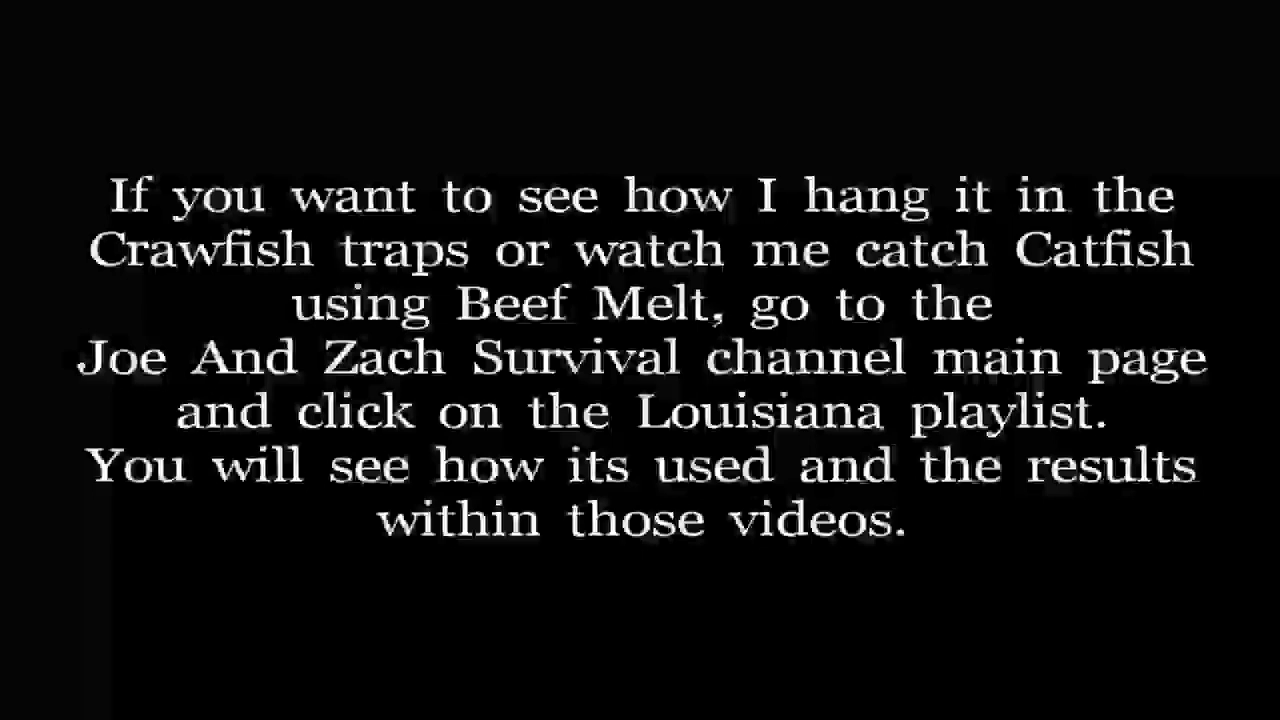 If you want to see how I hang it in the
Crawfish traps or watch me catch Catfish
using Beef Melt, go to the
Joe And Zach Survival channel main page
and click on the Louisiana playlist.
You will see how its used and the results
within those videos.